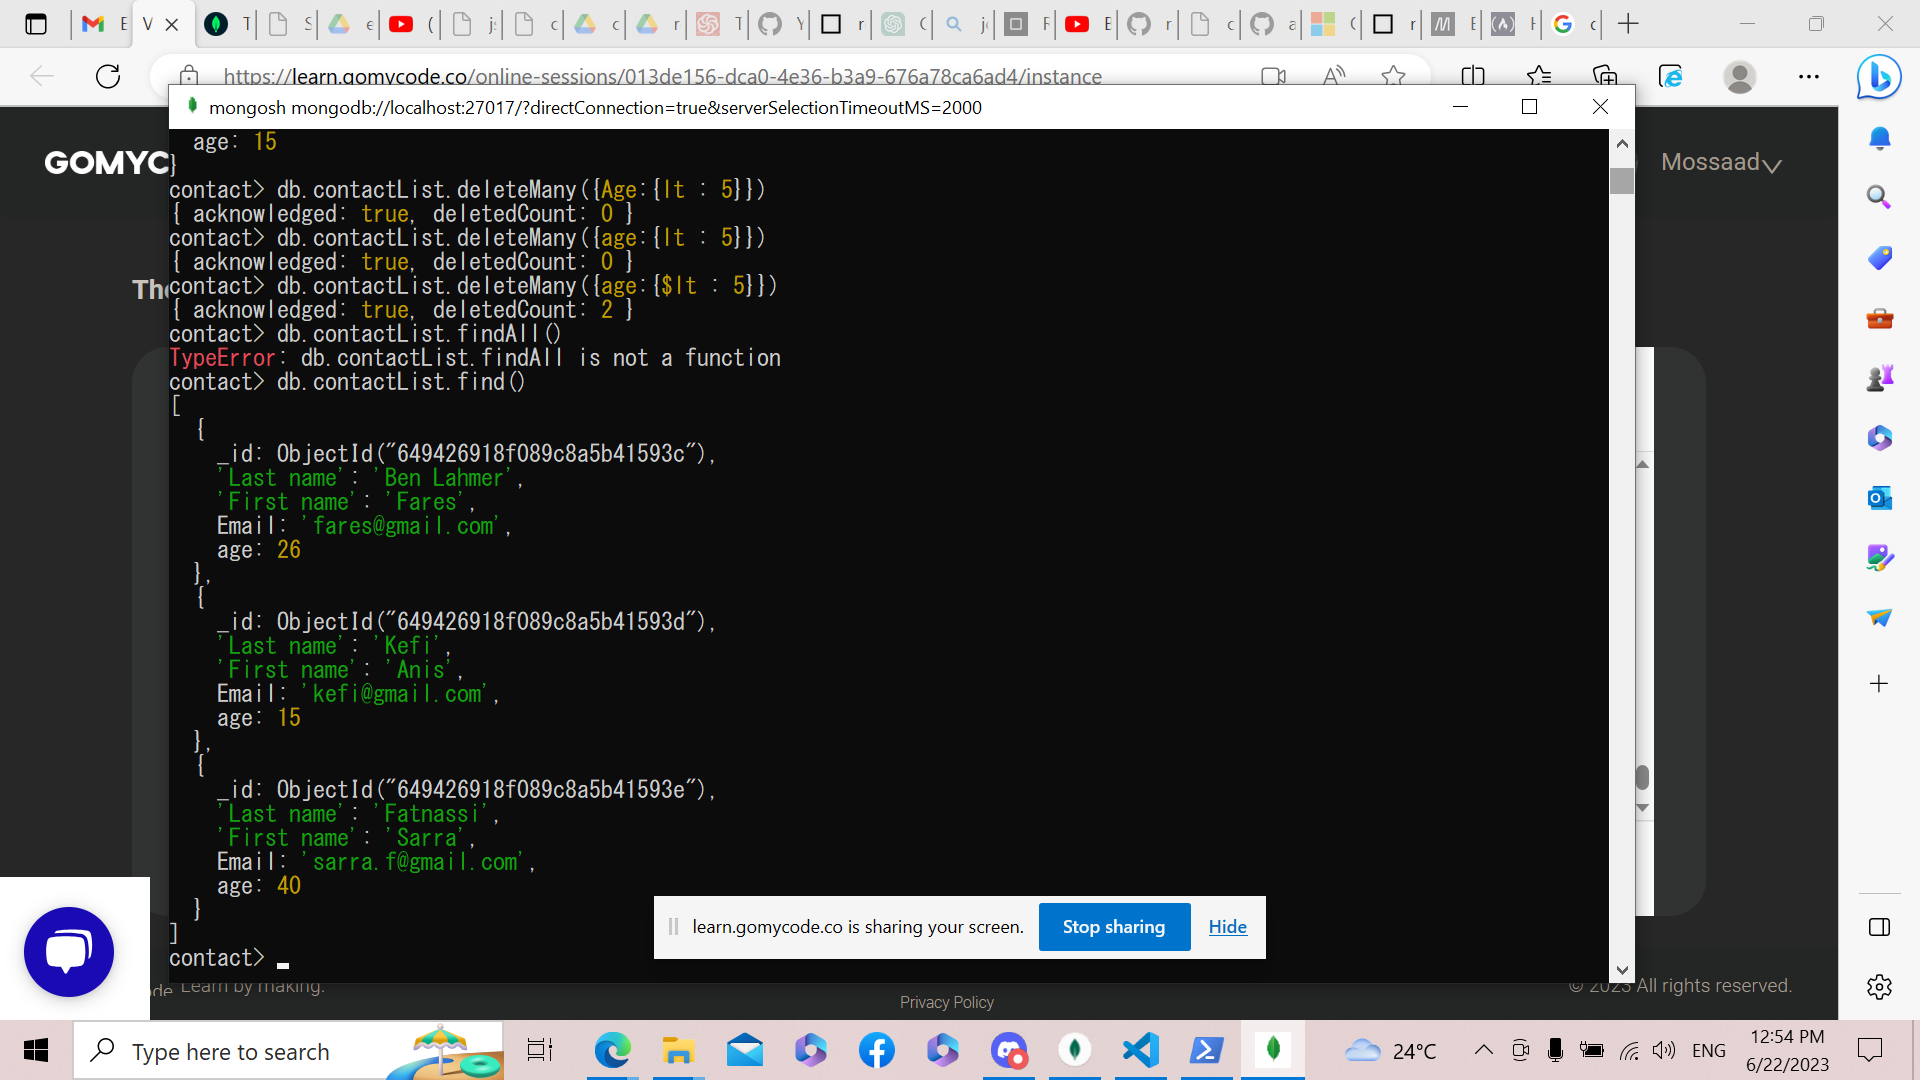 https://learn.gomycode.co/online-sessions/013de156-dca0-4e36-b3a9-676a78ca6ad4/instance
mongosh mongodb://localhost:27017/?directConnection=true&serverSelectionTimeoutMS=2000
GOMYC
Mossaad
The
age: 15
}
contact> db.contactList.deleteMany({Age:{lt : 5}})
{ acknowledged: true, deletedCount: 0 }
contact> db.contactList.deleteMany({age:{lt : 5}})
{ acknowledged: true, deletedCount: 0 }
contact> db.contactList.deleteMany({age:{$lt : 5}})
{ acknowledged: true, deletedCount: 2 }
contact> db.contactList.findAll()
TypeError: db.contactList.findAll is not a function
contact> db.contactList.find()
[
{
_id: ObjectId("649426918f089c8a5b41593c"),
'Last name': 'Ben Lahmer',
'First name': 'Fares',
Email: 'fares@gmail.com',
age: 26
},
{
_id: ObjectId("649426918f089c8a5b41593d"),
'Last name': 'Kefi',
'First name': 'Anis',
Email: 'kefi@gmail.com',
age: 15
},
{
_id: ObjectId("649426918f089c8a5b41593e"),
'Last name': 'Fatnassi',
'First name': 'Sarra',
Email: 'sarra.f@gmail.com',
age: 40
}
]
contact>
learn.gomycode.co is sharing your screen. Stop sharing Hide
Learn by making.
© 2023 All rights reserved.
Privacy Policy
Type here to search
24°C
ENG
12:54 PM
6/22/2023